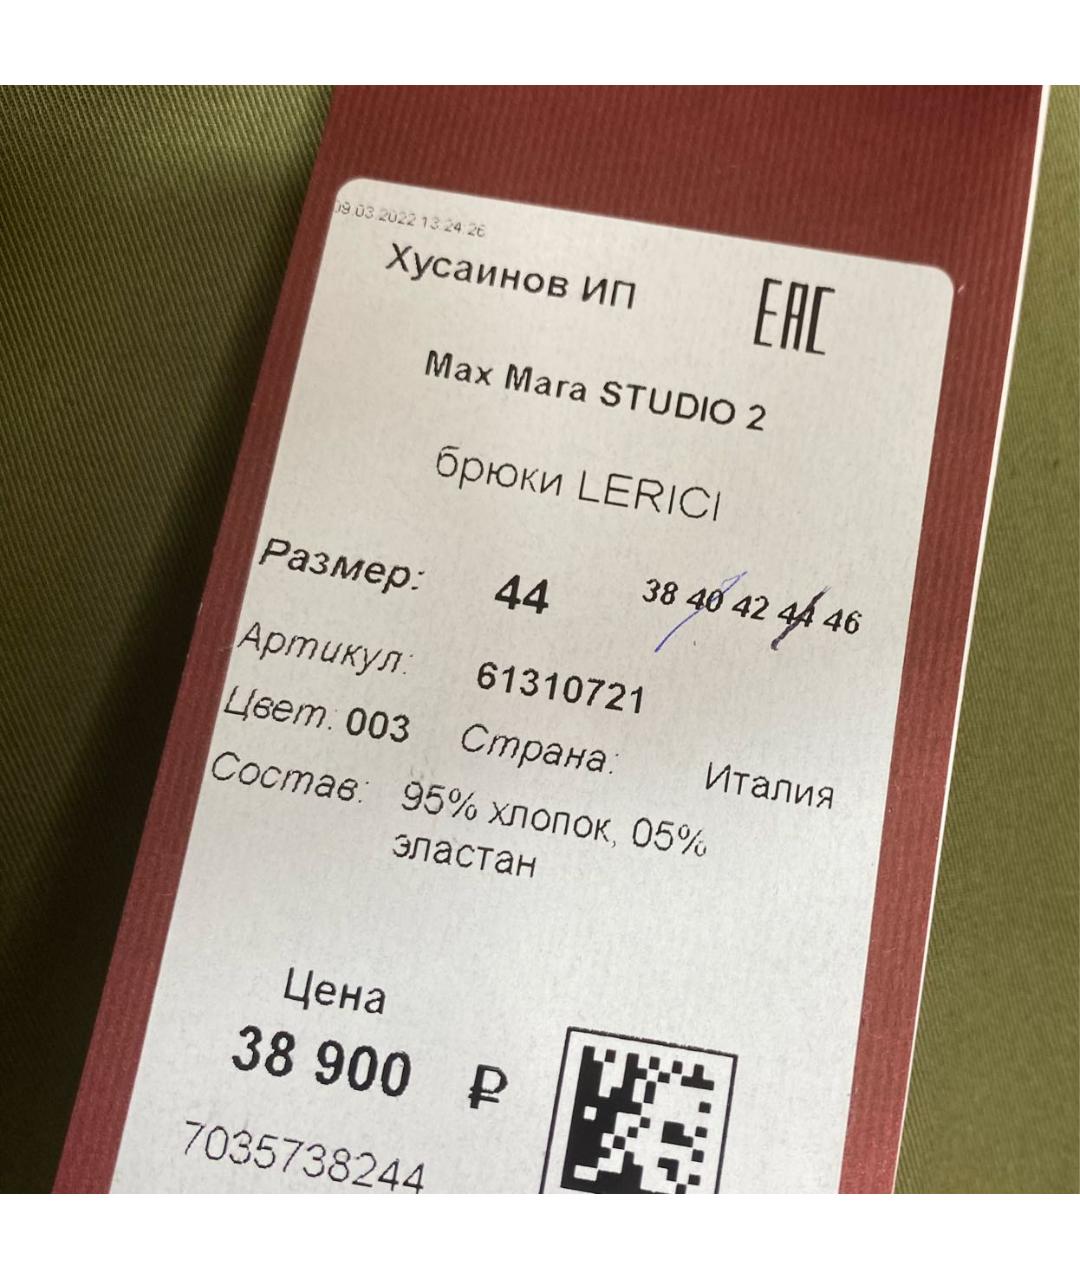 09.03.2022 13:24:26
Хусаинов ИП
EAC
Max Mara STUDIO 2
брюки LERICI
Размер: 44 38 40 42 44 46
Артикул: 61310721
Цвет: 003 Страна: Италия
Состав: 95% хлопок, 05%
эластан
Цена
38 900 ₽
7035738244